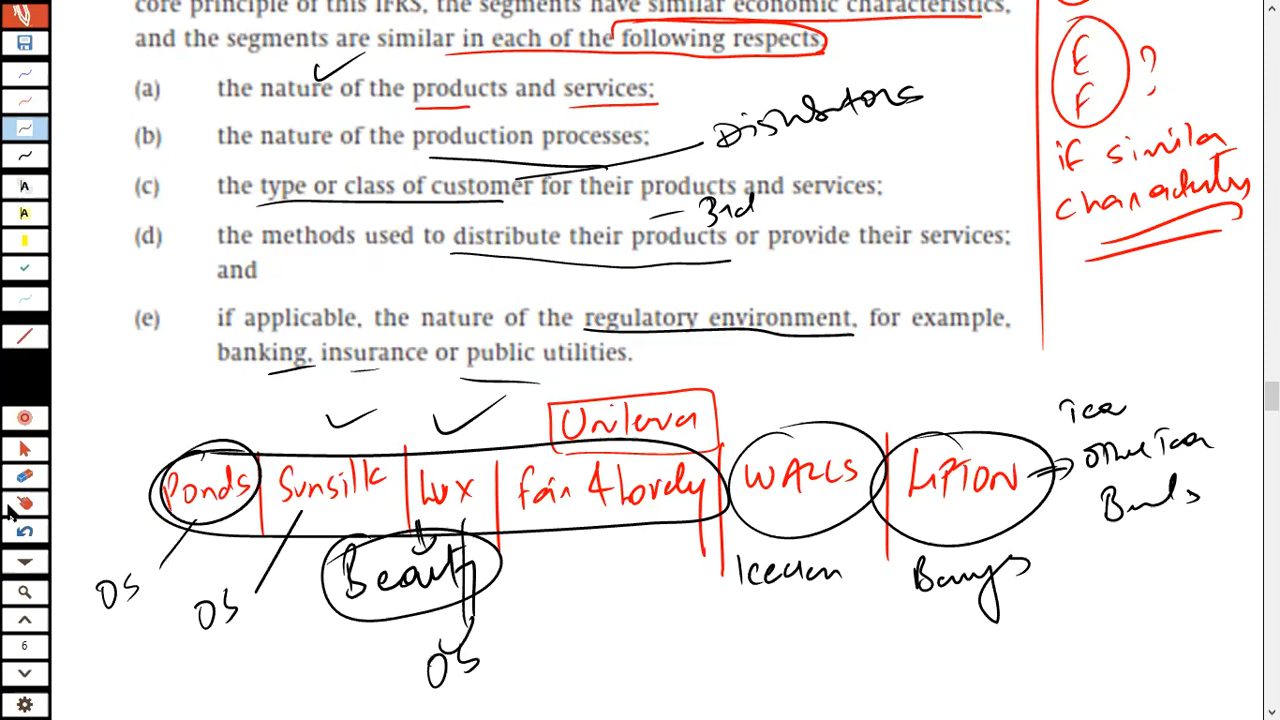 core principle of this IFRS, the segments have similar economic characteristics,
and the segments are similar in each of the following respects:
(a) the nature of the products and services;
(b) the nature of the production processes;
Distributors
(c) the type or class of customer for their products and services;
3rd
(d) the methods used to distribute their products or provide their services;
and
(e) if applicable, the nature of the regulatory environment, for example,
banking, insurance or public utilities.
E
F ?
if similar
Unilever
Ponds Sunsilk Lux fair & Lovely WALLS LIPTON
Tea
other Tea
OS OS Beauty
OS
6